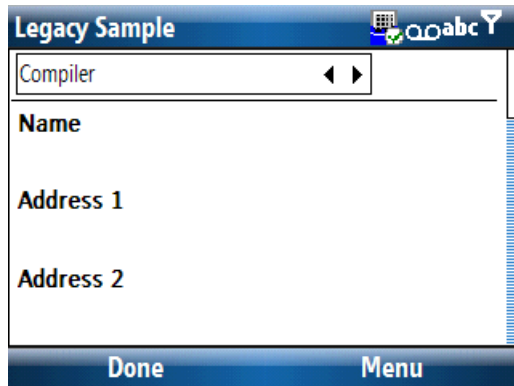 Legacy Sample abc
Compiler
Name
Address 1
Address 2
Done Menu